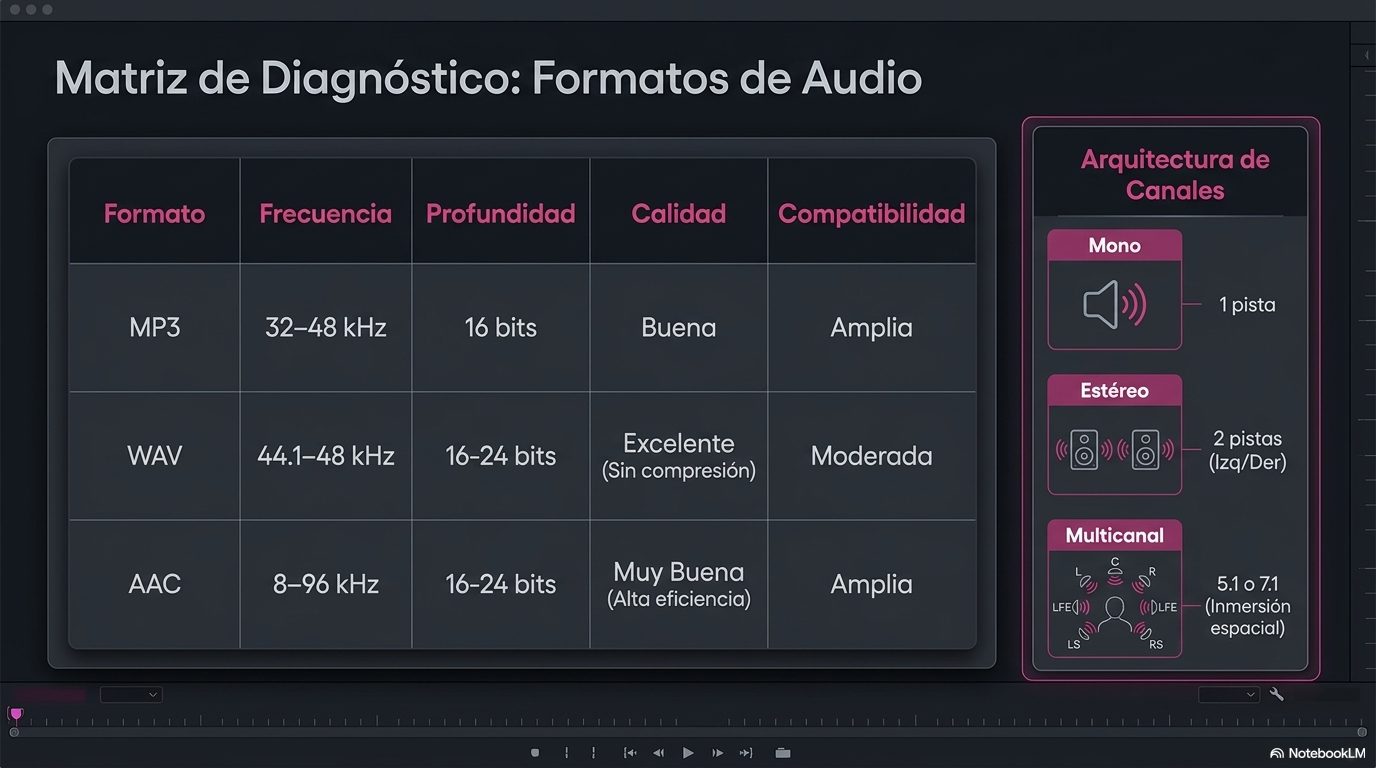 Matriz de Diagnóstico: Formatos de Audio
Formato Frecuencia Profundidad Calidad Compatibilidad
MP3 32–48 kHz 16 bits Buena Amplia
WAV 44.1–48 kHz 16-24 bits Excelente (Sin compresión) Moderada
AAC 8–96 kHz 16-24 bits Muy Buena (Alta eficiencia) Amplia
Arquitectura de
Canales
Mono
1 pista
Estéreo
2 pistas
(Izq/Der)
Multicanal
C
L R
LFE LFE
LS RS
5.1 o 7.1
(Inmersión
espacial)
NotebookLM